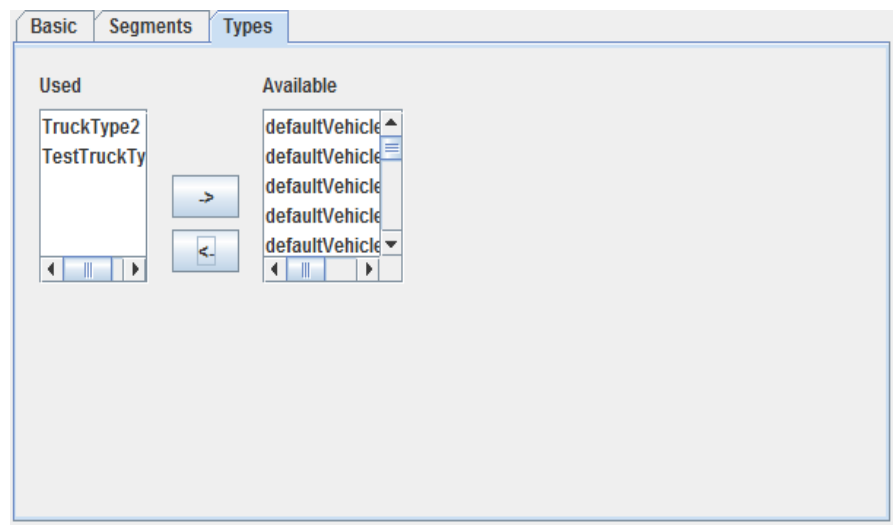 Basic Segments Types
Used Available
TruckType2
TestTruckTy
defaultVehicle
defaultVehicle
defaultVehicle
defaultVehicle
defaultVehicle
->
<-